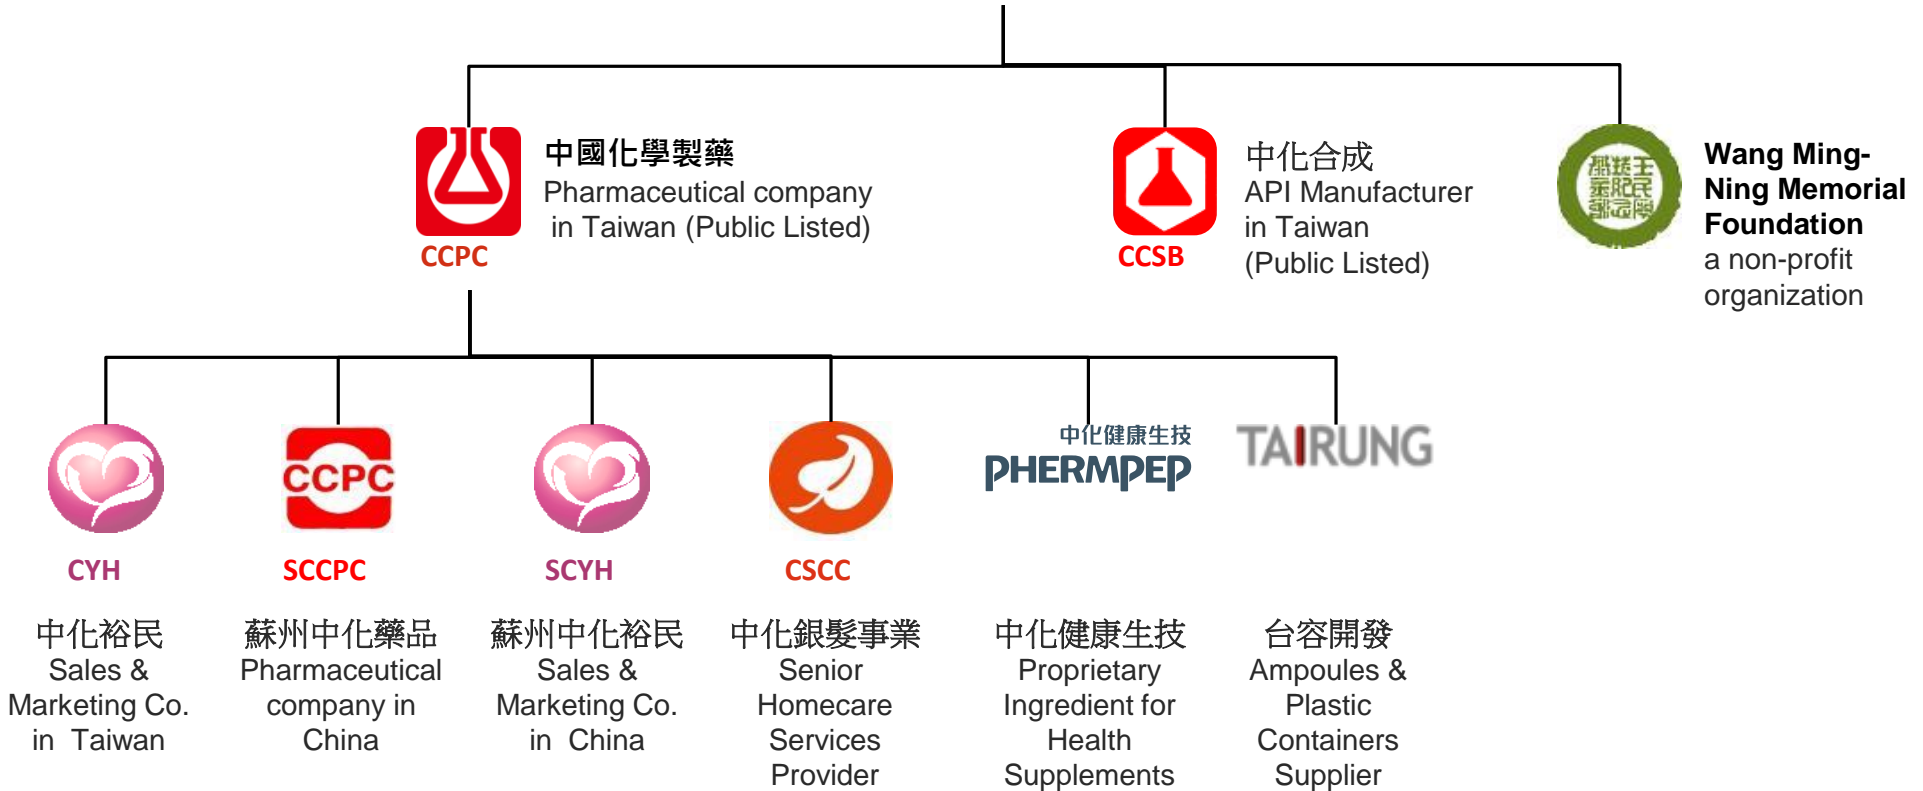 中國化學製藥
Pharmaceutical company
in Taiwan (Public Listed)
CCPC
中化合成
API Manufacturer
in Taiwan
(Public Listed)
CCSB
Wang Ming-
Ning Memorial
Foundation
a non-profit
organization
CYH
中化裕民
Sales &
Marketing Co.
in Taiwan
CCPC
SCCPC
蘇州中化藥品
Pharmaceutical
company in
China
SCYH
蘇州中化裕民
Sales &
Marketing Co.
in China
CSCC
中化銀髮事業
Senior
Homecare
Services
Provider
中化健康生技
PHERMPEP
中化健康生技
Proprietary
Ingredient for
Health
Supplements
TAIRUNG
台容開發
Ampoules &
Plastic
Containers
Supplier